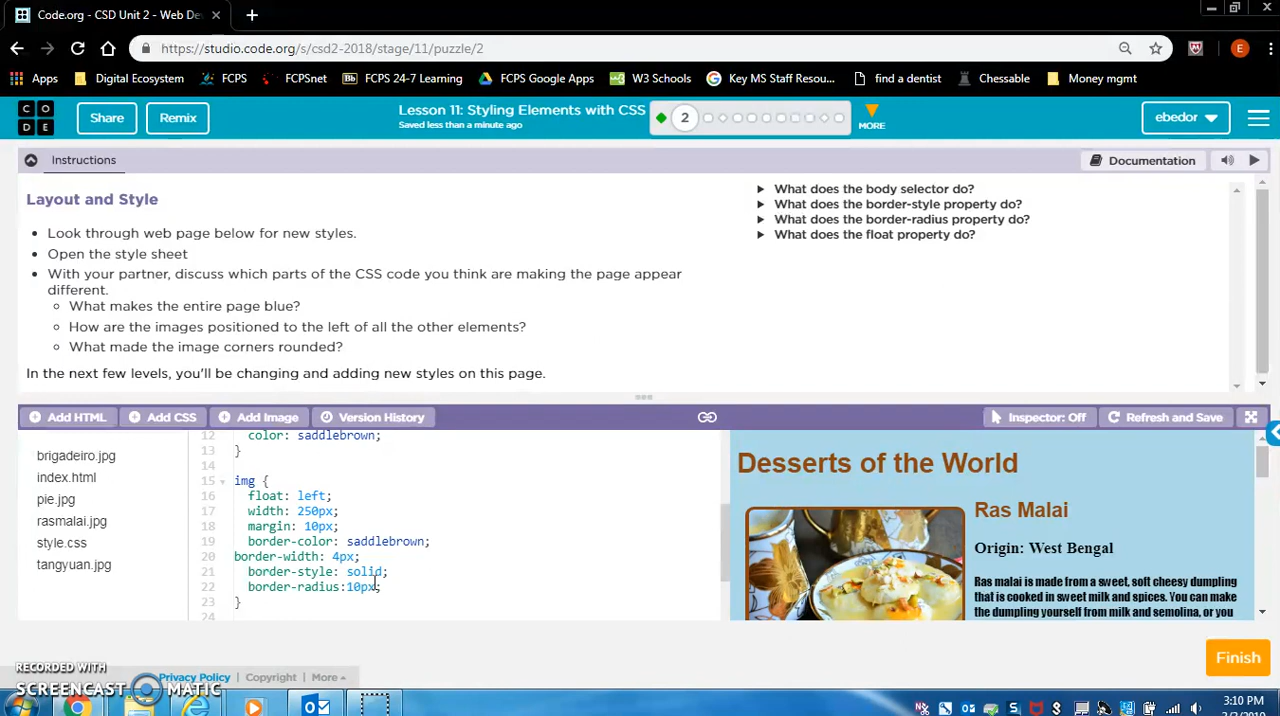 Code.org - CSD Unit 2 - Web De
https://studio.code.org/s/csd2-2018/stage/11/puzzle/2
E
Apps Digital Ecosystem FCPS FCPSnet Bb FCPS 24-7 Learning FCPS Google Apps W3 Schools Key MS Staff Resou... find a dentist Chessable Money mgmt
C O
D E
Share
Remix
Lesson 11: Styling Elements with CSS
Saved less than a minute ago
2
MORE
ebedor
Instructions
Documentation
Layout and Style
Look through web page below for new styles.
Open the style sheet
With your partner, discuss which parts of the CSS code you think are making the page appear
different.
What makes the entire page blue?
How are the images positioned to the left of all the other elements?
What made the image corners rounded?
In the next few levels, you'll be changing and adding new styles on this page.
What does the body selector do?
What does the border-style property do?
What does the border-radius property do?
What does the float property do?
Add HTML Add CSS Add Image Version History Inspector: Off Refresh and Save
brigadeiro.jpg
index.html
pie.jpg
rasmalai.jpg
style.css
tangyuan.jpg
12 color: saddlebrown;
13 }
14
15 img {
16 float: left;
17 width: 250px;
18 margin: 10px;
19 border-color: saddlebrown;
20 border-width: 4px;
21 border-style: solid;
22 border-radius:10px;
23 }
24
Desserts of the World
Ras Malai
Origin: West Bengal
Ras malai is made from a sweet, soft cheesy dumpling
that is cooked in sweet milk and spices. You can make
the dumpling yourself from milk and semolina, or you
Finish
RECORDED WITH
SCREENCAST MATIC
Privacy Policy Copyright More
3:10 PM